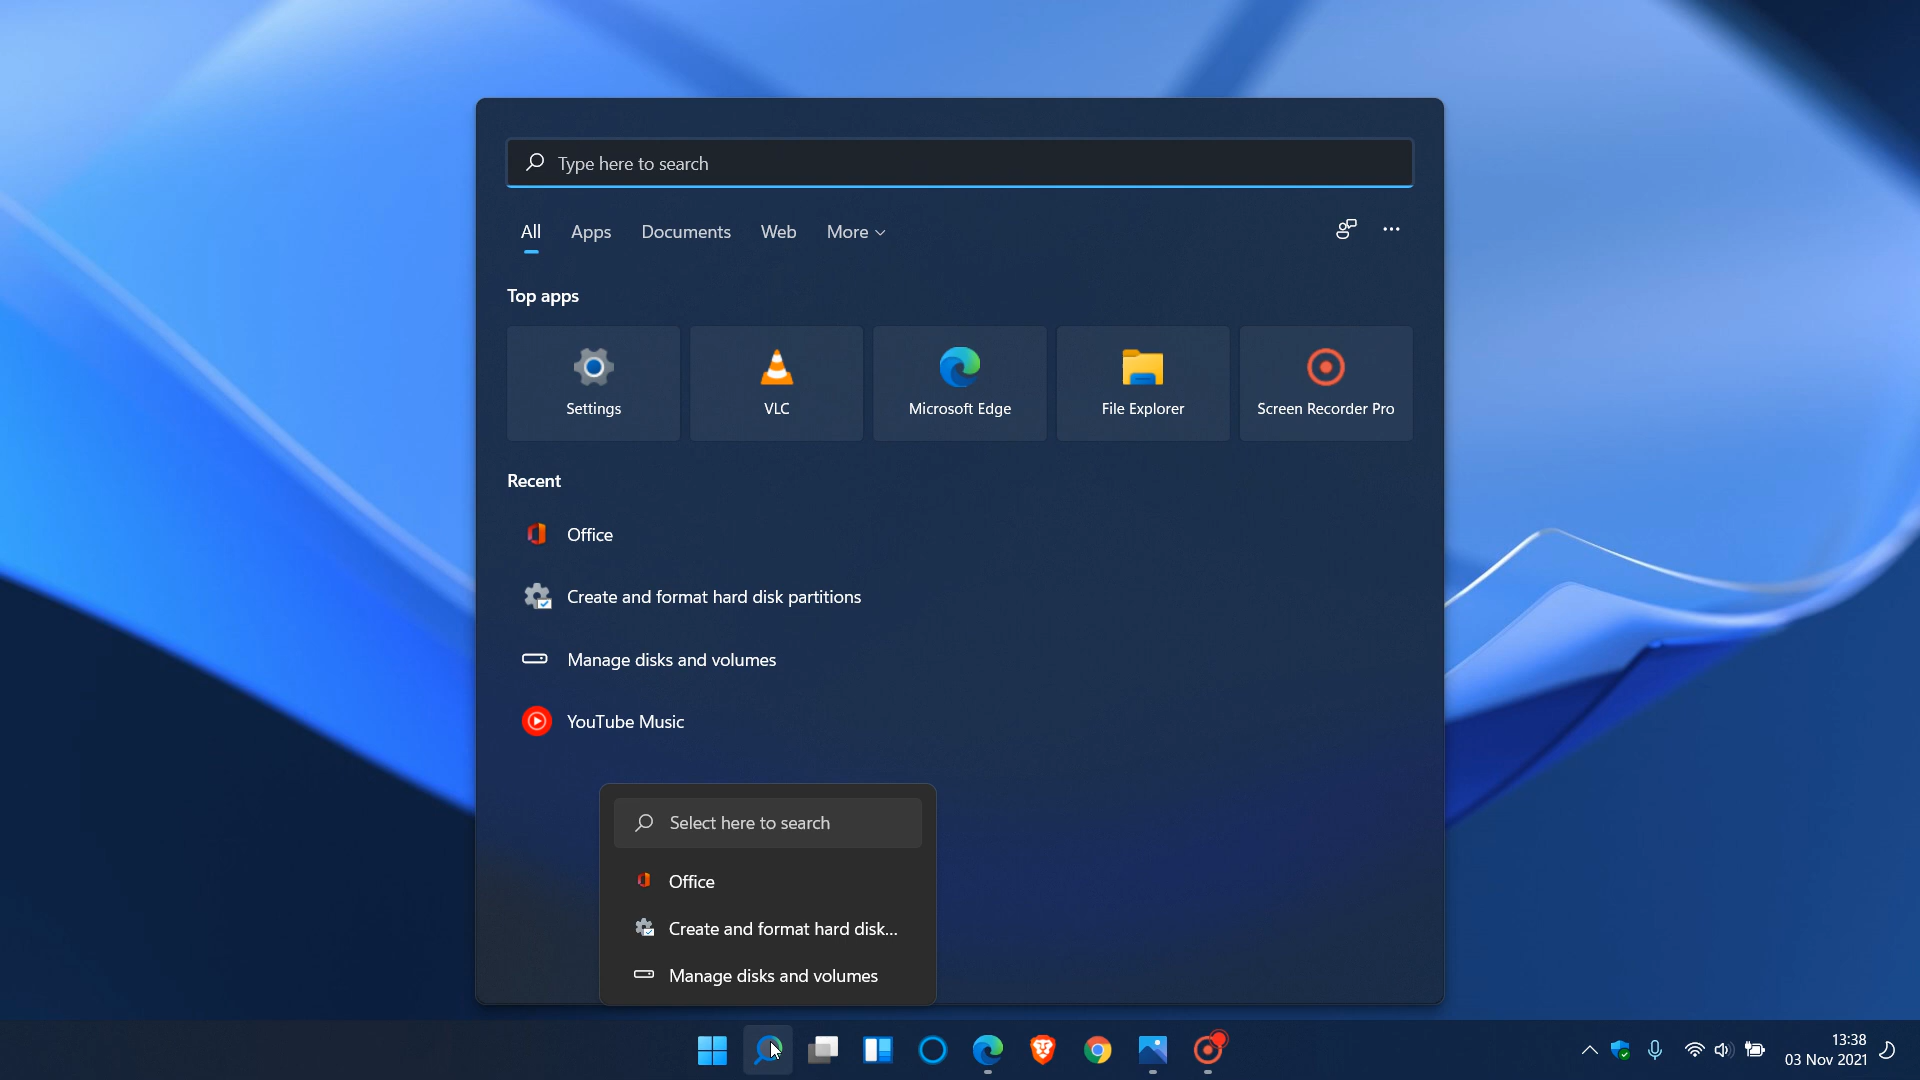 Type here to search
All Apps Documents Web More
Top apps
Settings VLC Microsoft Edge File Explorer Screen Recorder Pro
Recent
Office
Create and format hard disk partitions
Manage disks and volumes
YouTube Music
Select here to search
Office
Create and format hard disk...
Manage disks and volumes
13:38
03 Nov 2021